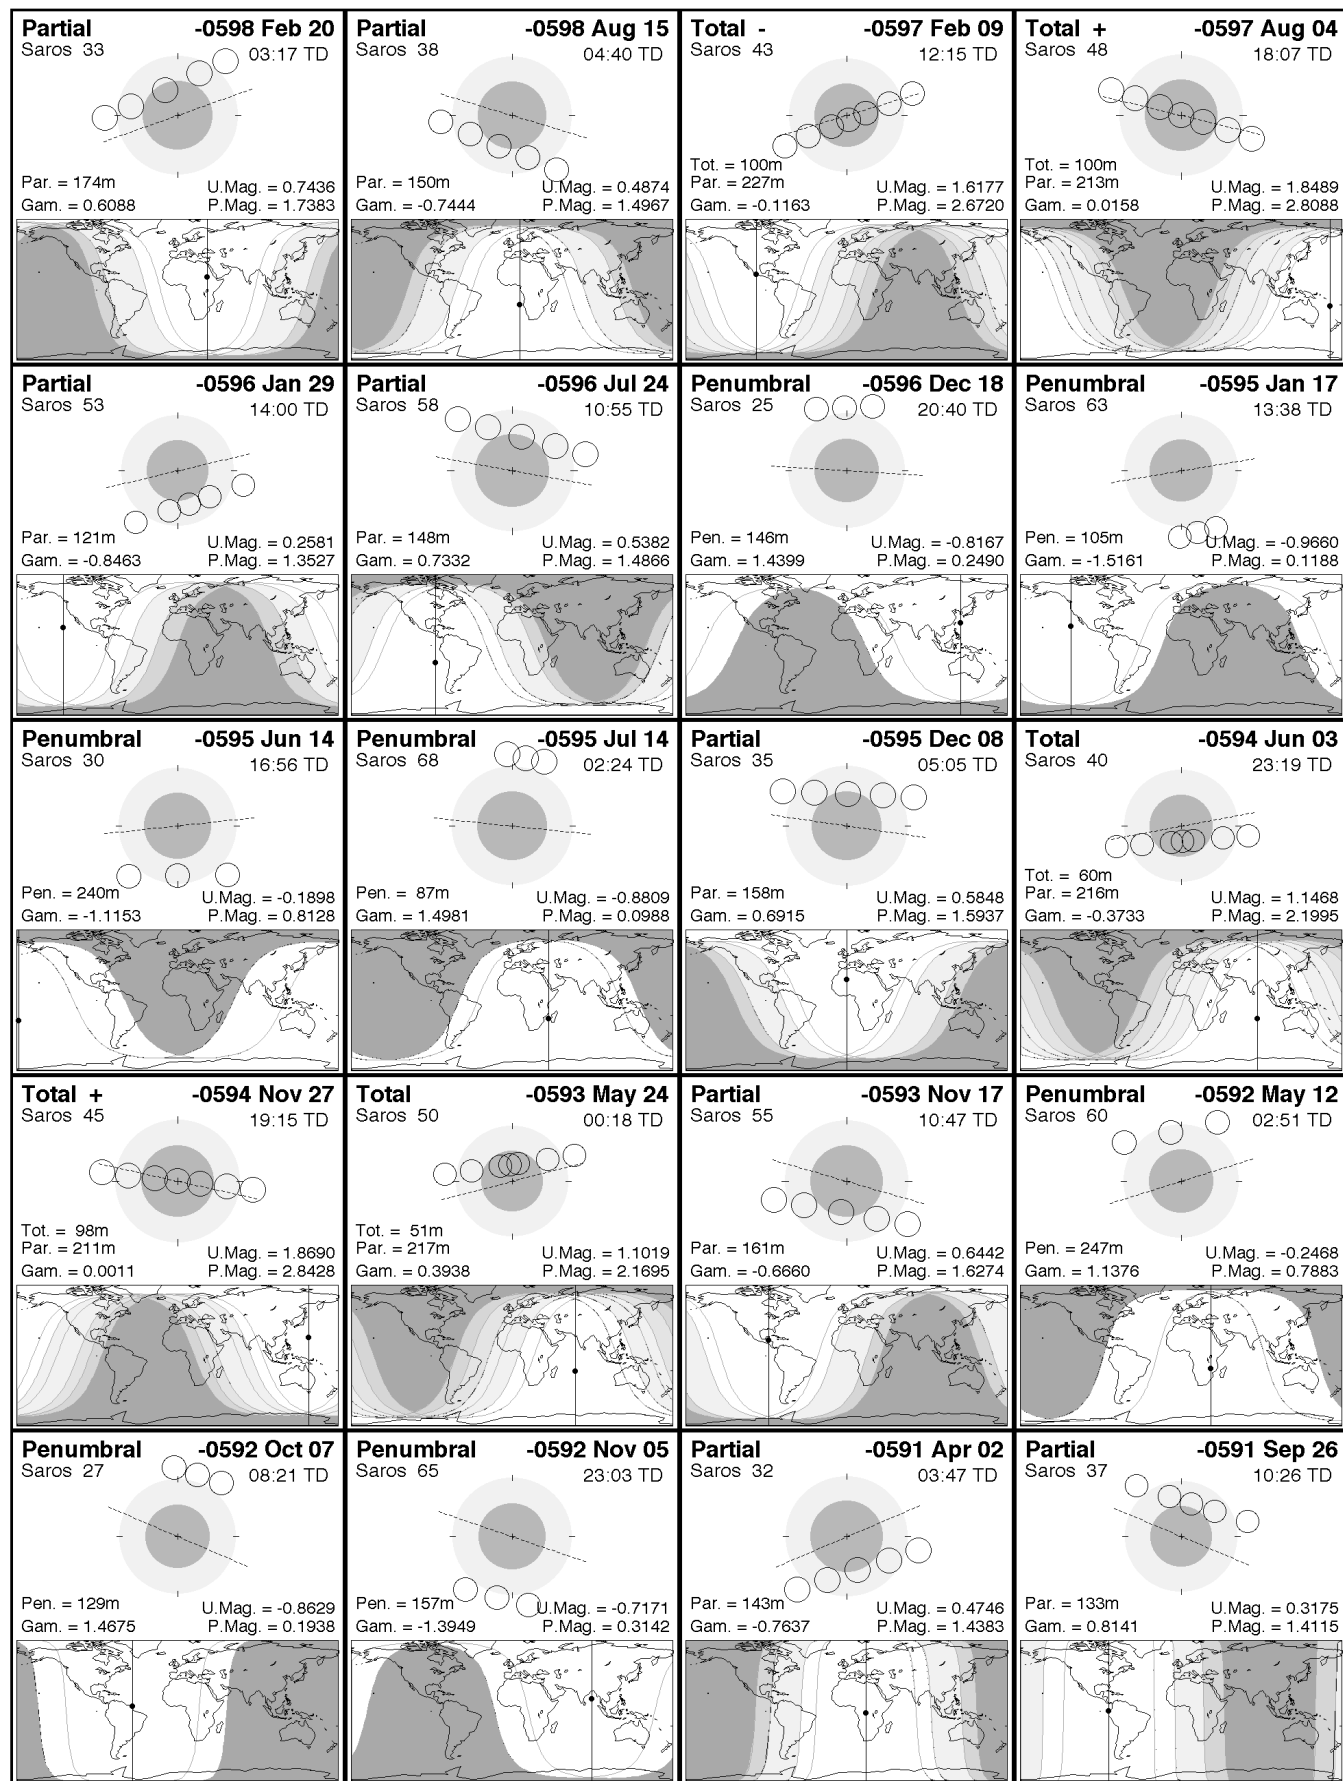 Partial -0598 Feb 20
Saros 33 03:17 TD
Par. = 174m U.Mag. = 0.7436
Gam. = 0.6088 P.Mag. = 1.7383
Partial -0598 Aug 15
Saros 38 04:40 TD
Par. = 150m U.Mag. = 0.4874
Gam. = -0.7444 P.Mag. = 1.4967
Total - -0597 Feb 09
Saros 43 12:15 TD
Tot. = 100m
Par. = 227m U.Mag. = 1.6177
Gam. = -0.1163 P.Mag. = 2.6720
Total + -0597 Aug 04
Saros 48 18:07 TD
Tot. = 100m
Par. = 213m U.Mag. = 1.8489
Gam. = 0.0158 P.Mag. = 2.8088
Partial -0596 Jan 29
Saros 53 14:00 TD
Par. = 121m U.Mag. = 0.2581
Gam. = -0.8463 P.Mag. = 1.3527
Partial -0596 Jul 24
Saros 58 10:55 TD
Par. = 148m U.Mag. = 0.5382
Gam. = 0.7332 P.Mag. = 1.4866
Penumbral -0596 Dec 18
Saros 25 20:40 TD
Pen. = 146m U.Mag. = -0.8167
Gam. = 1.4399 P.Mag. = 0.2490
Penumbral -0595 Jan 17
Saros 63 13:38 TD
Pen. = 105m U.Mag. = -0.9660
Gam. = -1.5161 P.Mag. = 0.1188
Penumbral -0595 Jun 14
Saros 30 16:56 TD
Pen. = 240m U.Mag. = -0.1898
Gam. = -1.1153 P.Mag. = 0.8128
Penumbral -0595 Jul 14
Saros 68 02:24 TD
Pen. = 87m U.Mag. = -0.8809
Gam. = 1.4981 P.Mag. = 0.0988
Partial -0595 Dec 08
Saros 35 05:05 TD
Par. = 158m U.Mag. = 0.5848
Gam. = 0.6915 P.Mag. = 1.5937
Total -0594 Jun 03
Saros 40 23:19 TD
Tot. = 60m
Par. = 216m U.Mag. = 1.1468
Gam. = -0.3733 P.Mag. = 2.1995
Total + -0594 Nov 27
Saros 45 19:15 TD
Tot. = 98m
Par. = 211m U.Mag. = 1.8690
Gam. = 0.0011 P.Mag. = 2.8428
Total -0593 May 24
Saros 50 00:18 TD
Tot. = 51m
Par. = 217m U.Mag. = 1.1019
Gam. = 0.3938 P.Mag. = 2.1695
Partial -0593 Nov 17
Saros 55 10:47 TD
Par. = 161m U.Mag. = 0.6442
Gam. = -0.6660 P.Mag. = 1.6274
Penumbral -0592 May 12
Saros 60 02:51 TD
Pen. = 247m U.Mag. = -0.2468
Gam. = 1.1376 P.Mag. = 0.7883
Penumbral -0592 Oct 07
Saros 27 08:21 TD
Pen. = 129m U.Mag. = -0.8629
Gam. = 1.4675 P.Mag. = 0.1938
Penumbral -0592 Nov 05
Saros 65 23:03 TD
Pen. = 157m U.Mag. = -0.7171
Gam. = -1.3949 P.Mag. = 0.3142
Partial -0591 Apr 02
Saros 32 03:47 TD
Par. = 143m U.Mag. = 0.4746
Gam. = -0.7637 P.Mag. = 1.4383
Partial -0591 Sep 26
Saros 37 10:26 TD
Par. = 133m U.Mag. = 0.3175
Gam. = 0.8141 P.Mag. = 1.4115